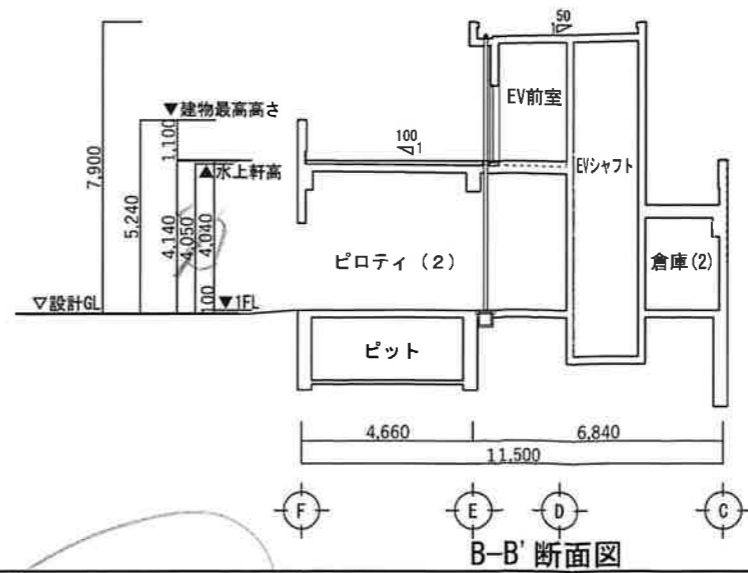 50
1
EV前室
▼建物最高高さ
100
1
▲水上軒高
EVシャフト
7,900
5,240
1,100
4,140
4,050
4,040
100
ピロティ（2）
倉庫(2)
▽設計GL
▼1FL
ピット
4,660
6,840
11,500
F
E
D
C
B-B' 断面図